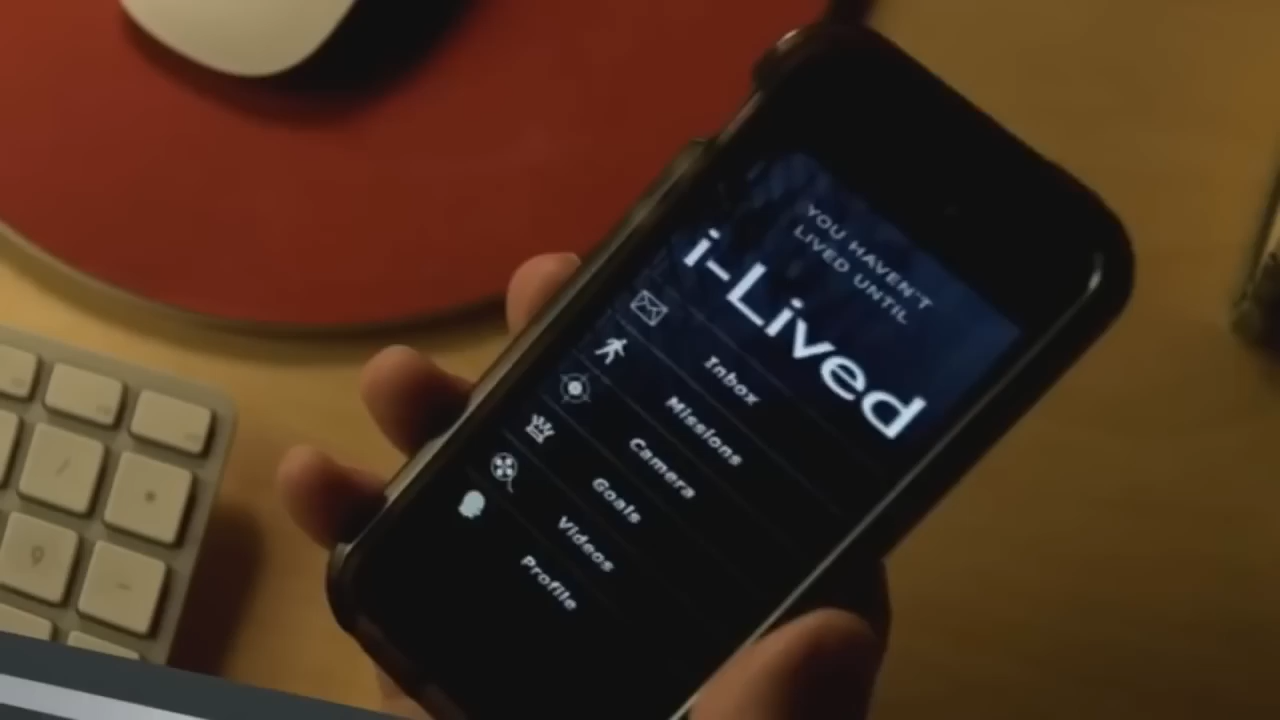 YOU HAVEN'T
LIVED UNTIL
i-Lived
Inbox
Missions
Camera
Goals
Videos
Profile